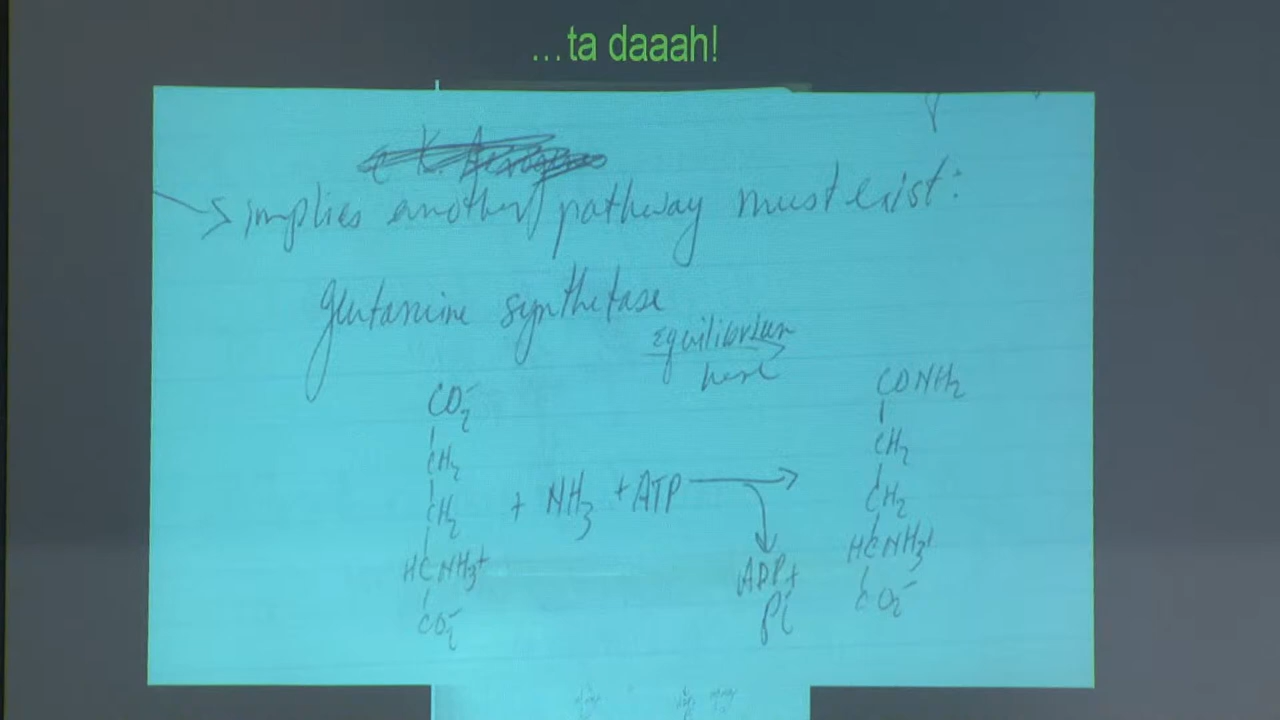 ...ta daaah!
implies another pathway must exist:
glutamine synthetase
equilibrium
here
CO2-
CH2
CH2
HCNH3+
CO2-
+ NH3 + ATP
ADP+
Pi
CONH2
CH2
CH2
HCNH3+
CO2-